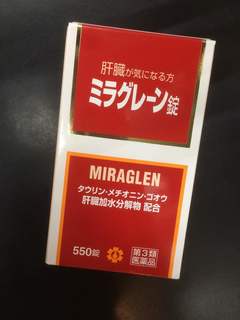 肝臓が気になる方
ミラグレーン錠
MIRAGLEN
タウリン・メチオニン・ゴオウ
肝臓加水分解物 配合
550錠
第3類
医薬品